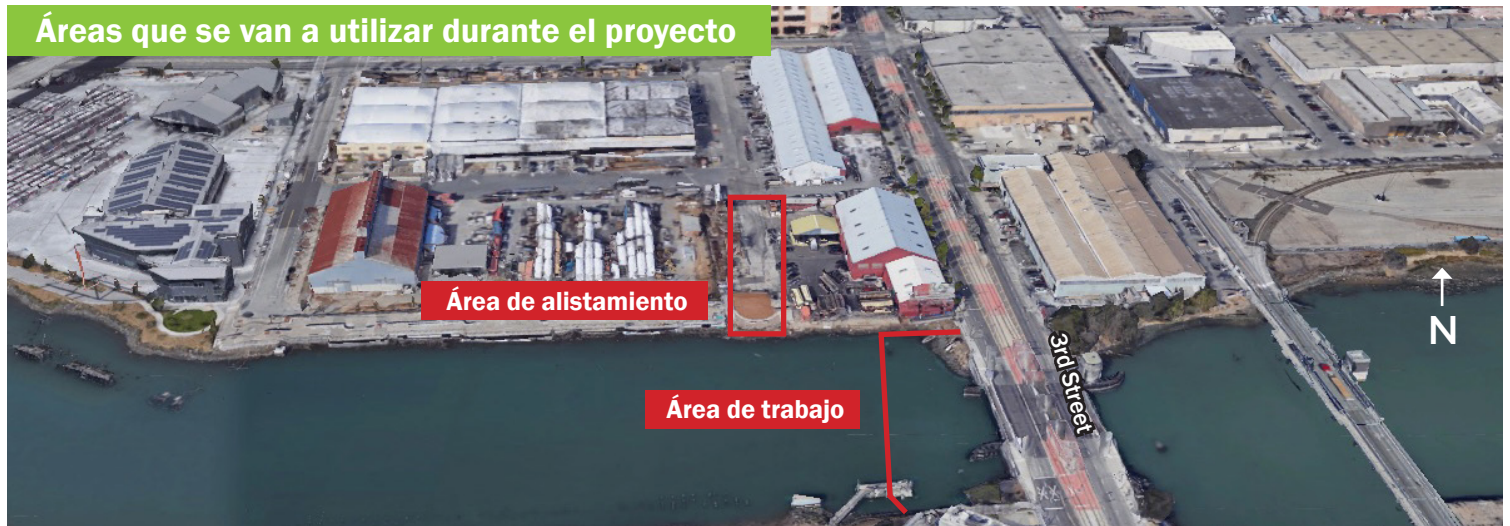 Áreas que se van a utilizar durante el proyecto
Área de alistamiento
3rd Street
N
Área de trabajo